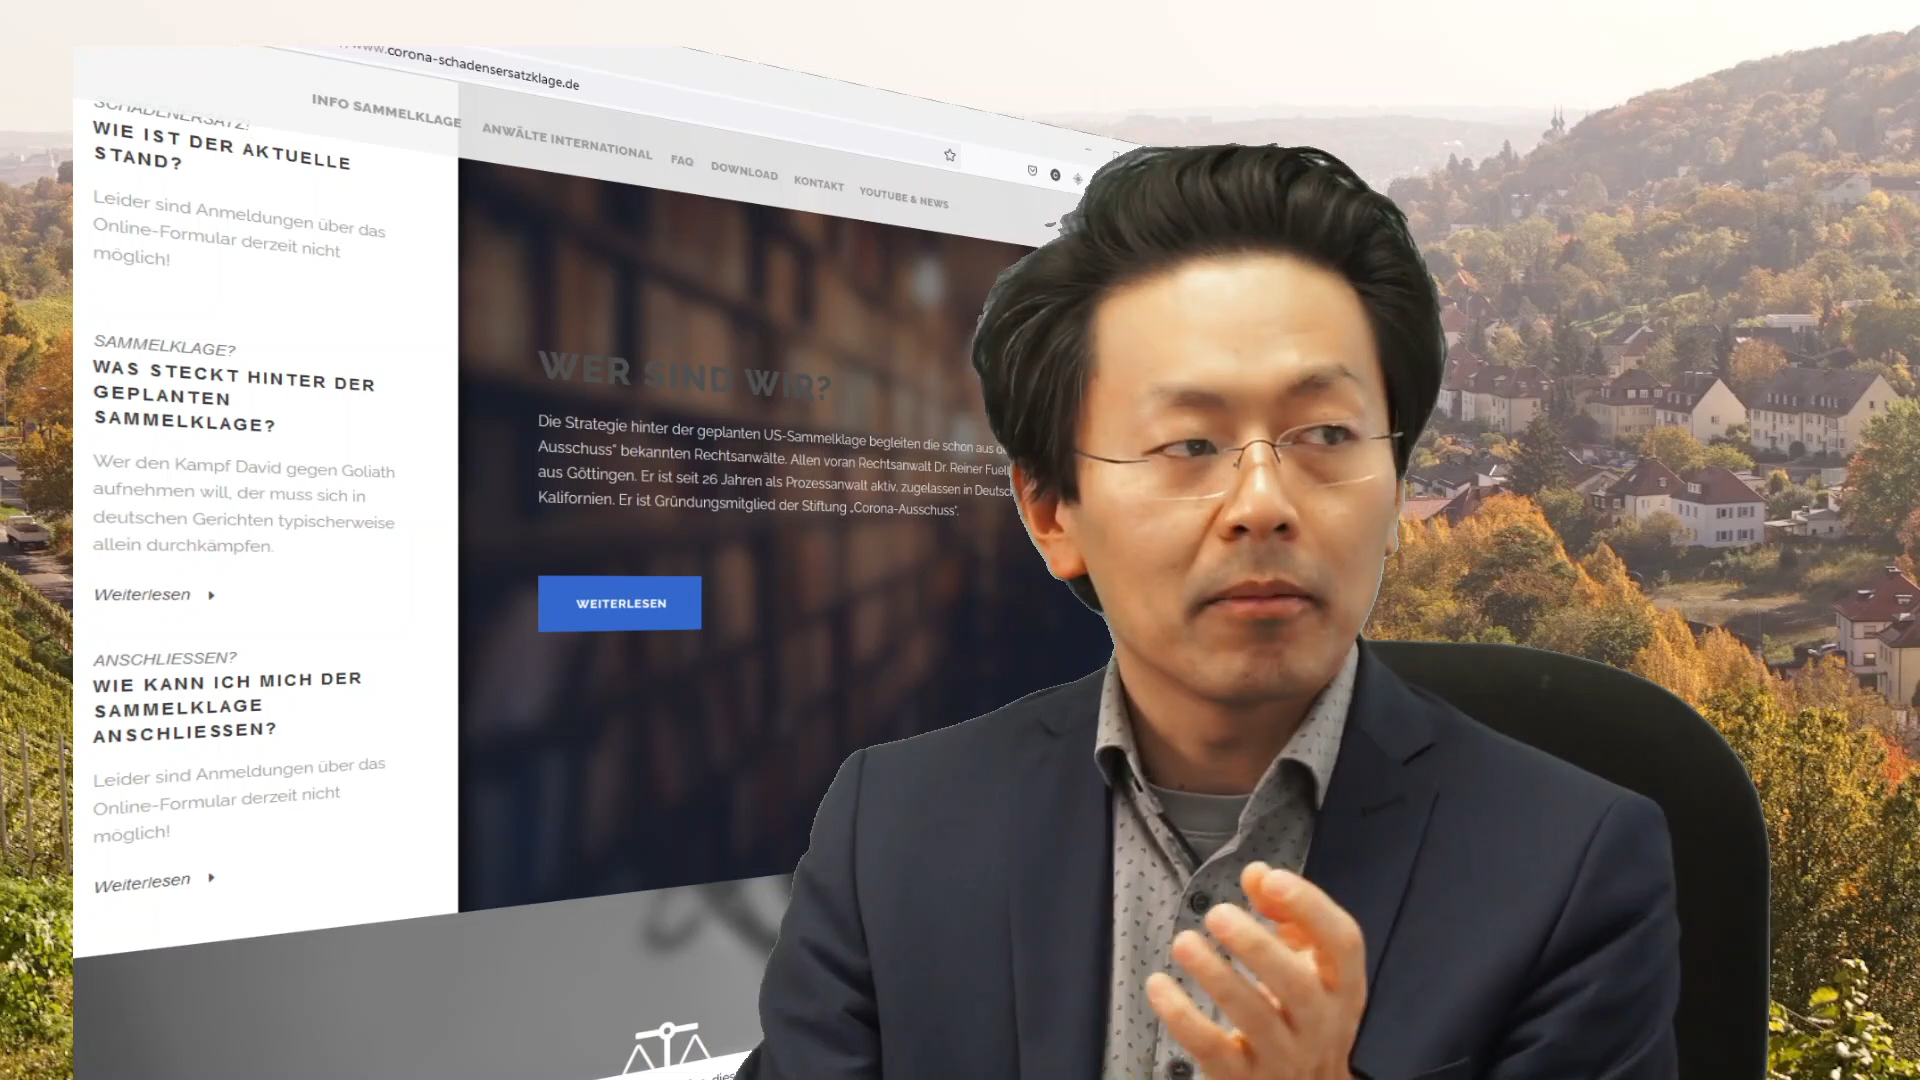 www.corona-schadensersatzklage.de
INFO SAMMELKLAGE
ANWÄLTE INTERNATIONAL
FAQ
DOWNLOAD
KONTAKT
YOUTUBE & NEWS
SCHADENERSATZ?
WIE IST DER AKTUELLE
STAND?
Leider sind Anmeldungen über das
Online-Formular derzeit nicht
möglich!
SAMMELKLAGE?
WAS STECKT HINTER DER
GEPLANTEN
SAMMELKLAGE?
Wer den Kampf David gegen Goliath
aufnehmen will, der muss sich in
deutschen Gerichten typischerweise
allein durchkämpfen.
Weiterlesen
ANSCHLIESSEN?
WIE KANN ICH MICH DER
SAMMELKLAGE
ANSCHLIESSEN?
Leider sind Anmeldungen über das
Online-Formular derzeit nicht
möglich!
Weiterlesen
WER SIND WIR?
Die Strategie hinter der geplanten US-Sammelklage begleiten die schon aus
Ausschuss" bekannten Rechtsanwälte. Allen voran Rechtsanwalt Dr. Reiner
aus Göttingen. Er ist seit 26 Jahren als Prozessanwalt aktiv, zugelassen in
Kalifornien. Er ist Gründungsmitglied der Stiftung „Corona-Ausschuss".
WEITERLESEN